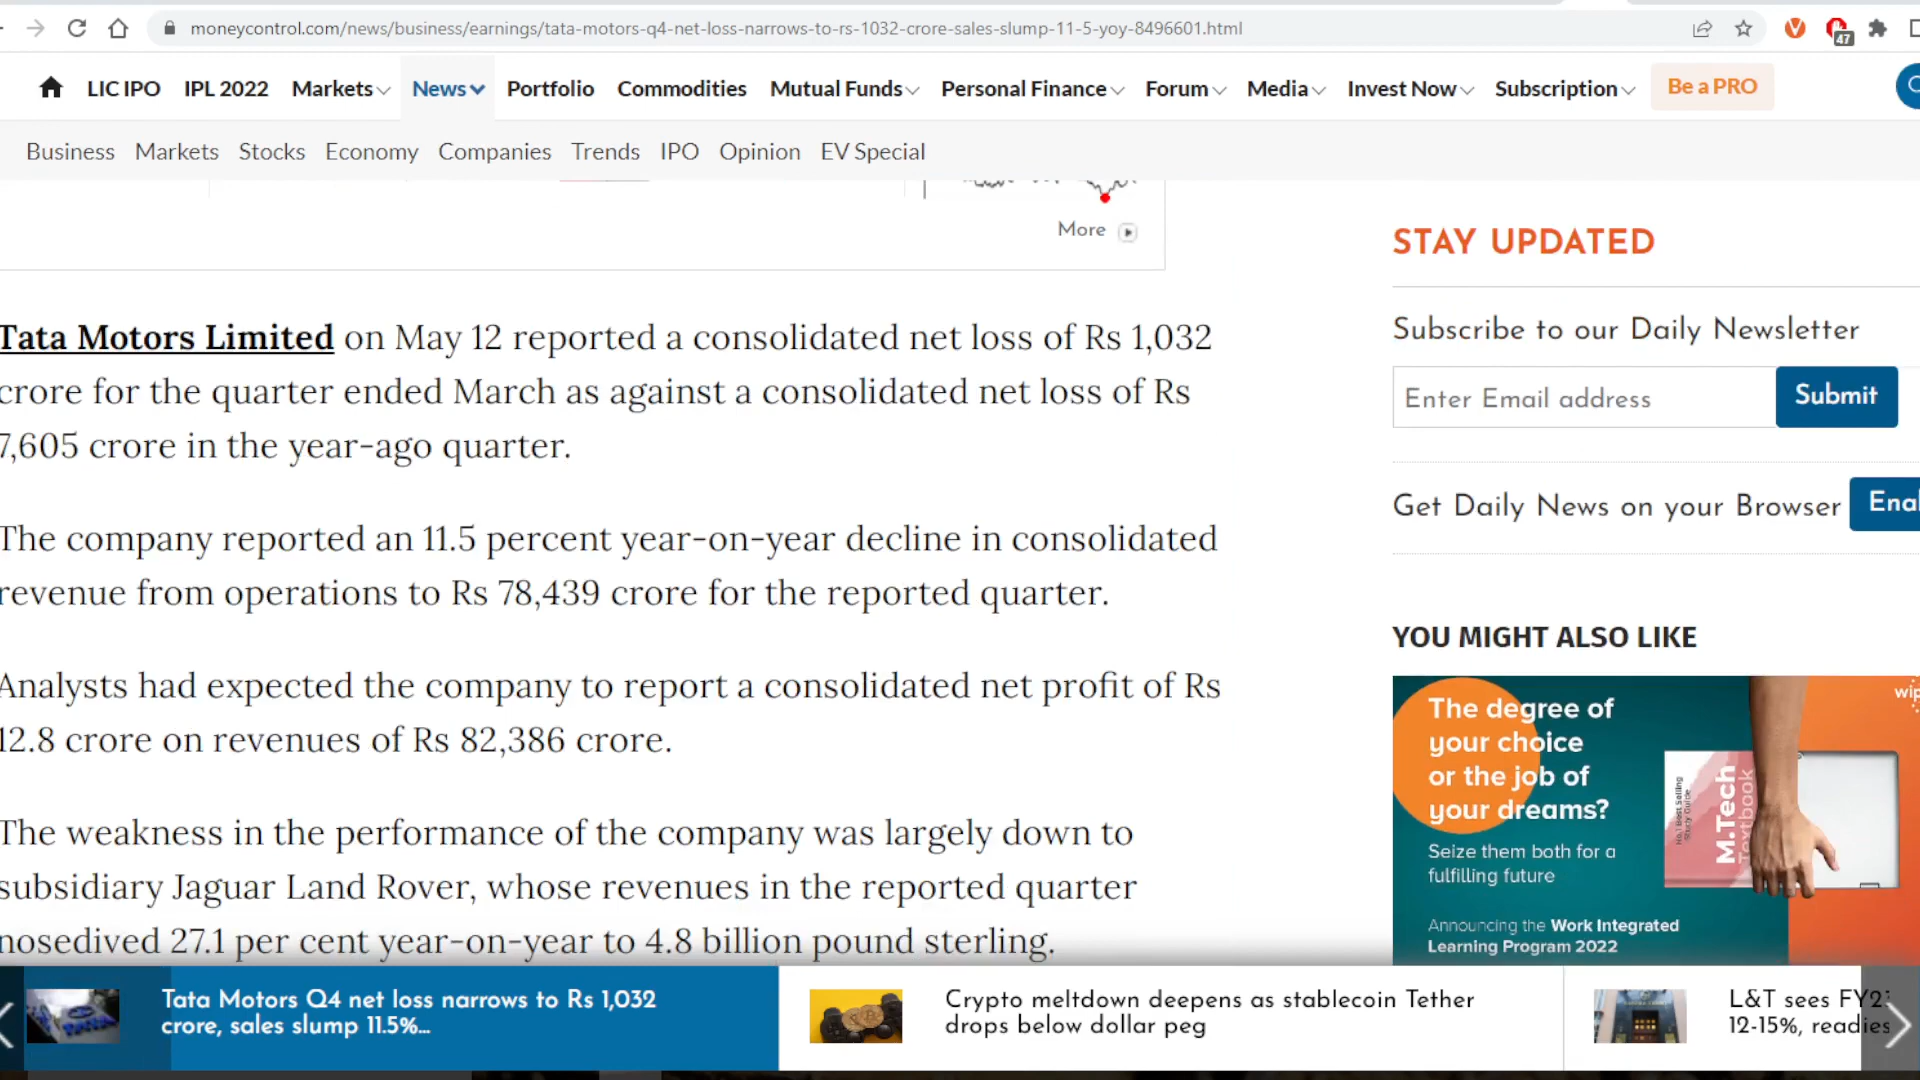 moneycontrol.com/news/business/earnings/tata-motors-q4-net-loss-narrows-to-rs-1032-crore-sales-slump-11-5-yoy-8496601.html
47
LIC IPO IPL 2022 Markets News Portfolio Commodities Mutual Funds Personal Finance Forum Media Invest Now Subscription Be a PRO
Business Markets Stocks Economy Companies Trends IPO Opinion EV Special
More
Tata Motors Limited on May 12 reported a consolidated net loss of Rs 1,032
crore for the quarter ended March as against a consolidated net loss of Rs
7,605 crore in the year-ago quarter.
The company reported an 11.5 percent year-on-year decline in consolidated
revenue from operations to Rs 78,439 crore for the reported quarter.
Analysts had expected the company to report a consolidated net profit of Rs
12.8 crore on revenues of Rs 82,386 crore.
The weakness in the performance of the company was largely down to
subsidiary Jaguar Land Rover, whose revenues in the reported quarter
nosedived 27.1 per cent year-on-year to 4.8 billion pound sterling.
STAY UPDATED
Subscribe to our Daily Newsletter
Enter Email address Submit
Get Daily News on your Browser
YOU MIGHT ALSO LIKE
The degree of
your choice
or the job of
your dreams?
Seize them both for a
fulfilling future
Announcing the Work Integrated
Learning Program 2022
No.1 Best Selling
Study Guide
M.Tech
Textbook
Tata Motors Q4 net loss narrows to Rs 1,032
crore, sales slump 11.5%...
Crypto meltdown deepens as stablecoin Tether
drops below dollar peg
L&T sees
12-15%, readies